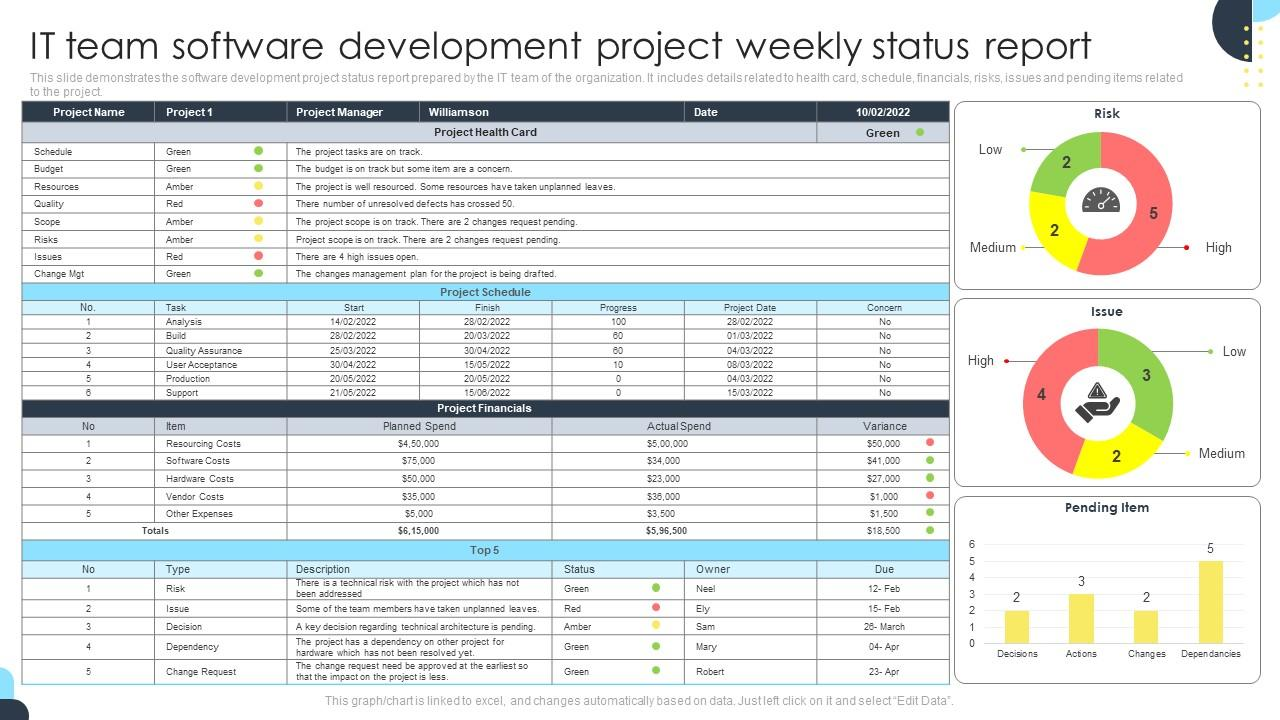 IT team software development project weekly status report
This slide demonstrates the software development project status report prepared by the IT team of the organization. It includes details related to health card, schedule, financials, risks, issues and pending items related
to the project.
Project Name Project 1 Project Manager Williamson Date 10/02/2022
Project Health Card Green
Schedule Green The project tasks are on track.
Budget Green The budget is on track but some item are a concern.
Resources Amber The project is well resourced. Some resources have taken unplanned leaves.
Quality Red There number of unresolved defects has crossed 50.
Scope Amber The project scope is on track. There are 2 changes request pending.
Risks Amber Project scope is on track. There are 2 changes request pending.
Issues Red There are 4 high issues open.
Change Mgt Green The changes management plan for the project is being drafted.
Project Schedule
No. Task Start Finish Progress Project Date Concern
1 Analysis 14/02/2022 28/02/2022 100 28/02/2022 No
2 Build 28/02/2022 20/03/2022 60 01/03/2022 No
3 Quality Assurance 25/03/2022 30/04/2022 60 04/03/2022 No
4 User Acceptance 30/04/2022 15/05/2022 10 08/03/2022 No
5 Production 20/05/2022 20/05/2022 0 04/03/2022 No
6 Support 21/05/2022 15/06/2022 0 15/03/2022 No
Project Financials
No Item Planned Spend Actual Spend Variance
1 Resourcing Costs $4,50,000 $5,00,000 $50,000
2 Software Costs $75,000 $34,000 $41,000
3 Hardware Costs $50,000 $23,000 $27,000
4 Vendor Costs $35,000 $36,000 $1,000
5 Other Expenses $5,000 $3,500 $1,500
Totals $6,15,000 $5,96,500 $18,500
Top 5
No Type Description Status Owner Due
1 Risk There is a technical risk with the project which has not
been addressed Green Neel 12- Feb
2 Issue Some of the team members have taken unplanned leaves. Red Ely 15- Feb
3 Decision A key decision regarding technical architecture is pending. Amber Sam 26- March
4 Dependency The project has a dependency on other project for
hardware which has not been resolved yet. Green Mary 04- Apr
5 Change Request The change request need be approved at the earliest so
that the impact on the project is less. Green Robert 23- Apr
Risk
Low 2
5
2
Medium High
Issue
High Low
4 3
2 Medium
Pending Item
6
5
4
3
2
1
0
2 3 2 5
Decisions Actions Changes Dependancies
This graph/chart is linked to excel, and changes automatically based on data. Just left click on it and select “Edit Data”.